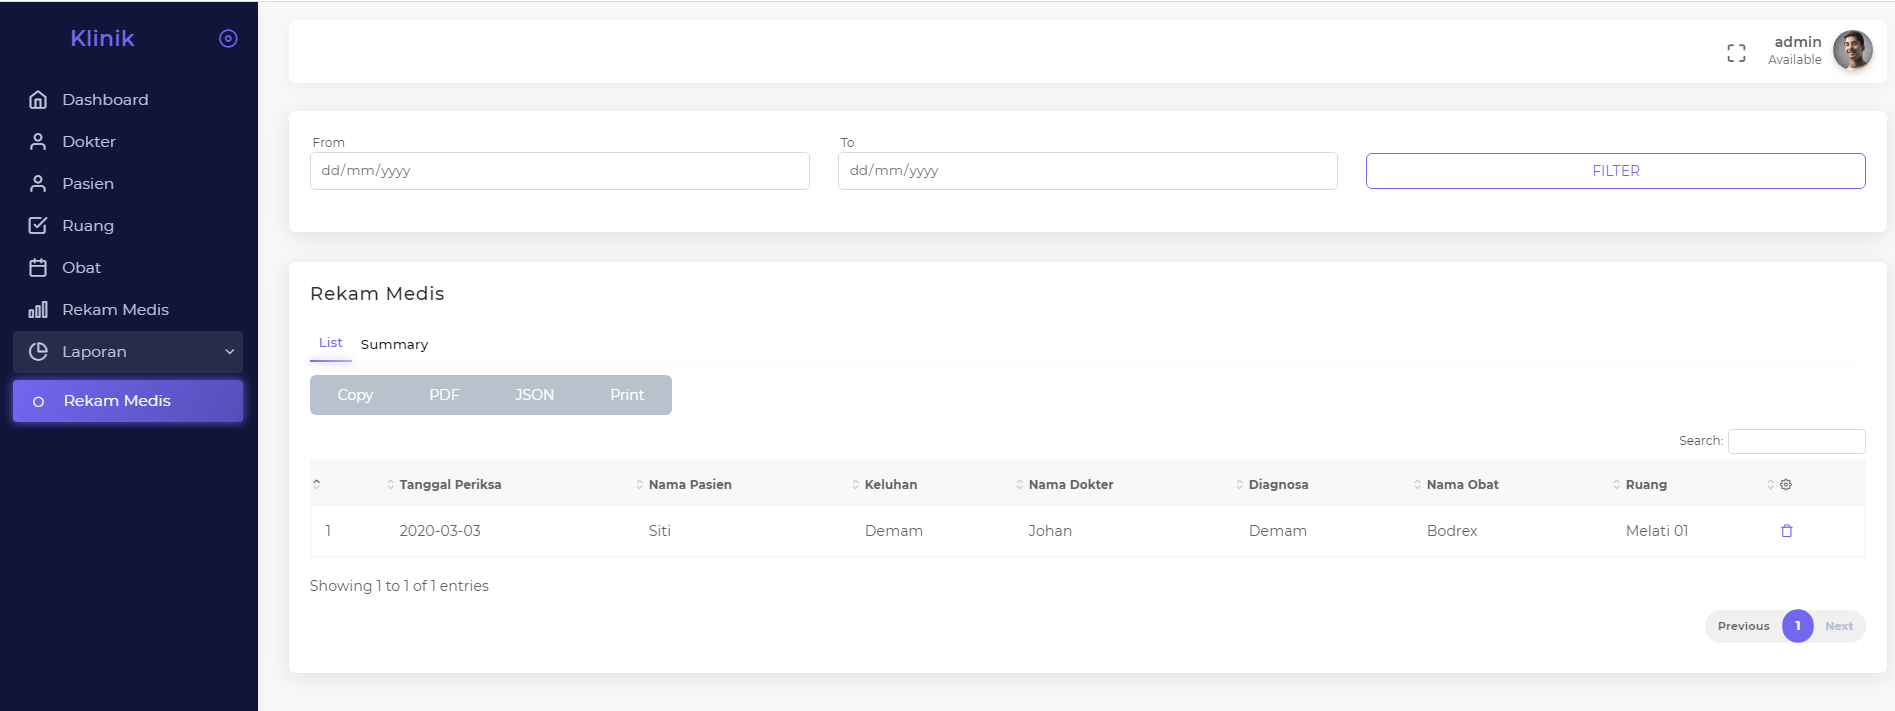 Klinik
Dashboard
Dokter
Pasien
Ruang
Obat
Rekam Medis
Laporan
Rekam Medis
admin
Available
From
To
dd/mm/yyyy
dd/mm/yyyy
FILTER
Rekam Medis
List Summary
Copy PDF JSON Print
Search:
Tanggal Periksa Nama Pasien Keluhan Nama Dokter Diagnosa Nama Obat Ruang
1 2020-03-03 Siti Demam Johan Demam Bodrex Melati 01
Showing 1 to 1 of 1 entries
Previous 1 Next